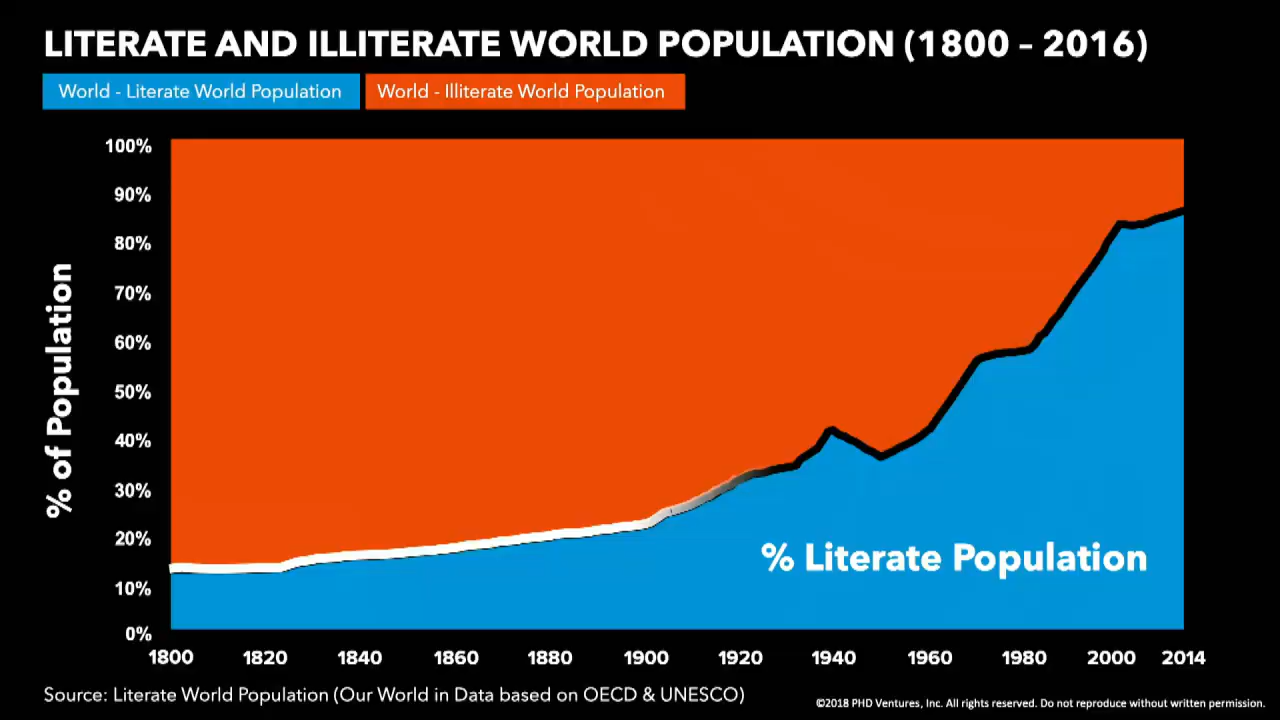 LITERATE AND ILLITERATE WORLD POPULATION (1800 – 2016)
World - Literate World Population
World - Illiterate World Population
% of Population
100%
90%
80%
70%
60%
50%
40%
30%
20%
10%
0%
% Literate Population
1800 1820 1840 1860 1880 1900 1920 1940 1960 1980 2000 2014
Source: Literate World Population (Our World in Data based on OECD & UNESCO)
©2018 PHD Ventures, Inc. All rights reserved. Do not reproduce without written permission.